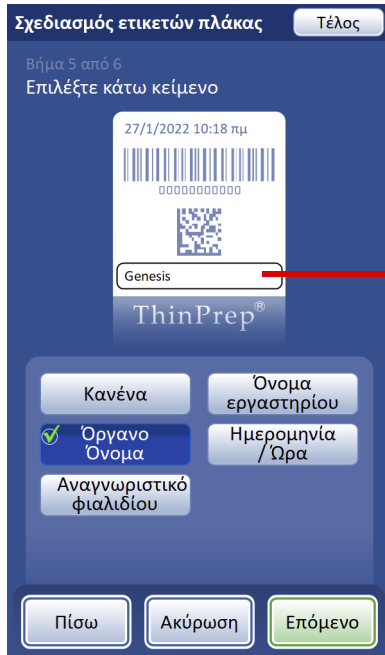 Σχεδιασμός ετικετών πλάκας
Τέλος
Βήμα 5 από 6
Επιλέξτε κάτω κείμενο
27/1/2022 10:18 πμ
00000000000
Genesis
ThinPrep®
Κανένα
Όνομα
εργαστηρίου
Όργανο
Όνομα
Ημερομηνία
/Ώρα
Αναγνωριστικό
φιαλιδίου
Πίσω
Ακύρωση
Επόμενο